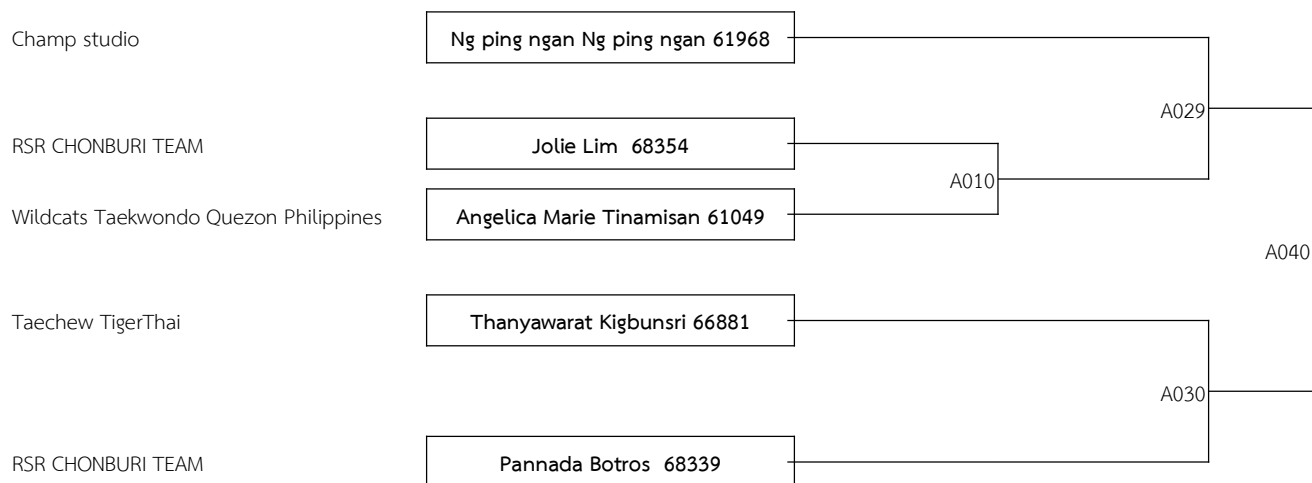 Champ studio
Ng ping ngan Ng ping ngan 61968
A029
RSR CHONBURI TEAM
Jolie Lim 68354
A010
Wildcats Taekwondo Quezon Philippines
Angelica Marie Tinamisan 61049
A040
Taechew TigerThai
Thanyawarat Kigbunsri 66881
A030
RSR CHONBURI TEAM
Pannada Botros 68339